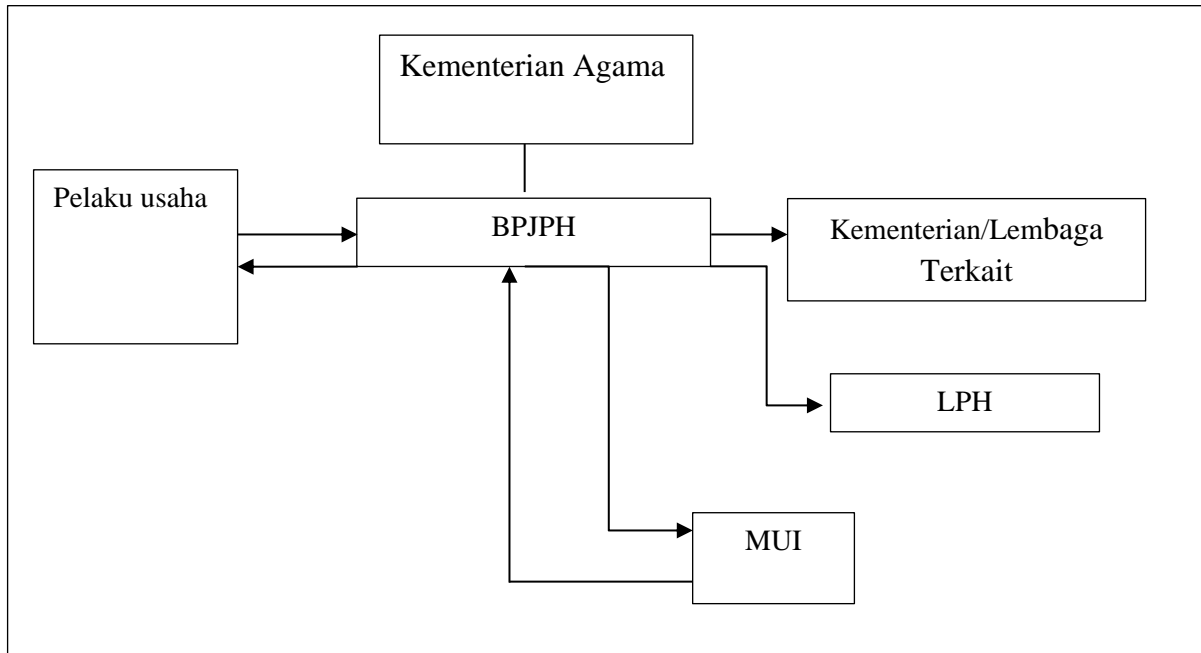 Kementerian Agama
Pelaku usaha
BPJPH
Kementerian/Lembaga
Terkait
LPH
MUI